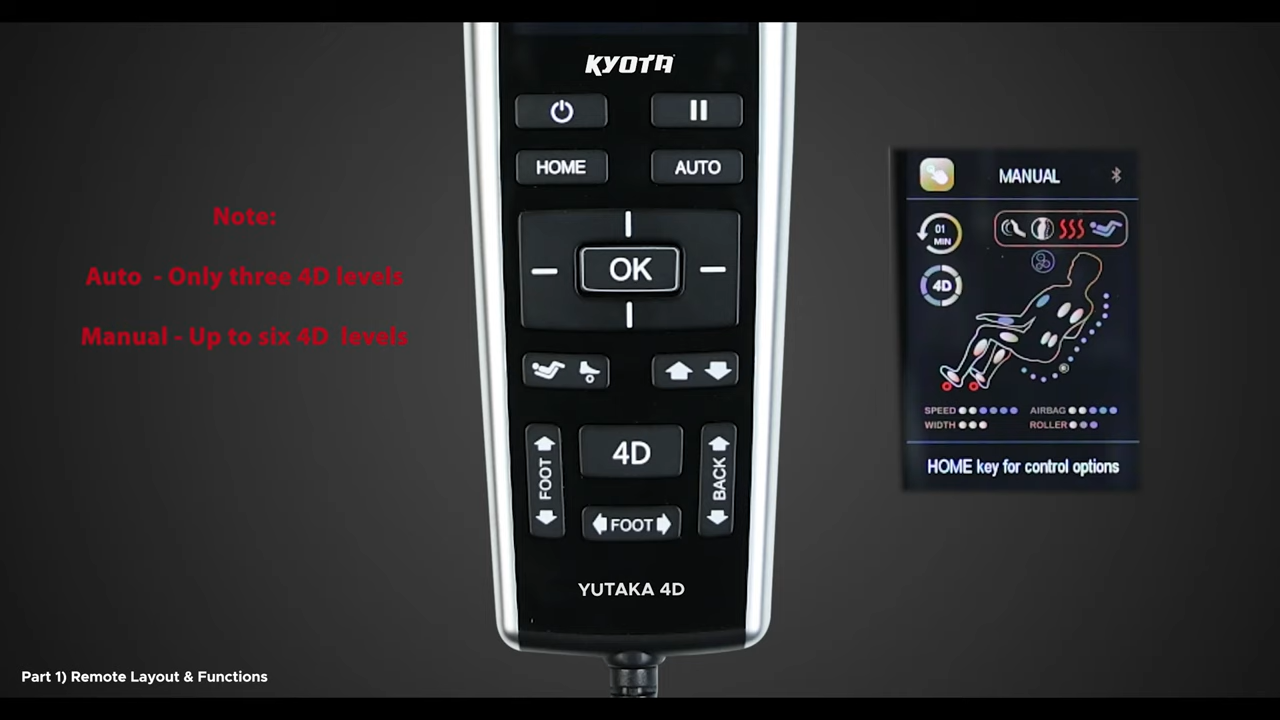 KYOTA
HOME
AUTO
OK
FOOT
4D
BACK
FOOT
YUTAKA 4D
Note:
Auto - Only three 4D levels
Manual - Up to six 4D levels
MANUAL
01
MIN
4D
SPEED
AIRBAG
WIDTH
ROLLER
HOME key for control options
Part 1) Remote Layout & Functions